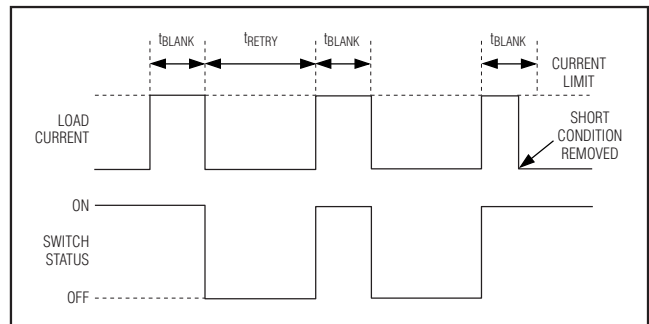 tBLANK
tRETRY
tBLANK
tBLANK
CURRENT
LIMIT
LOAD
CURRENT
SHORT
CONDITION
REMOVED
ON
SWITCH
STATUS
OFF